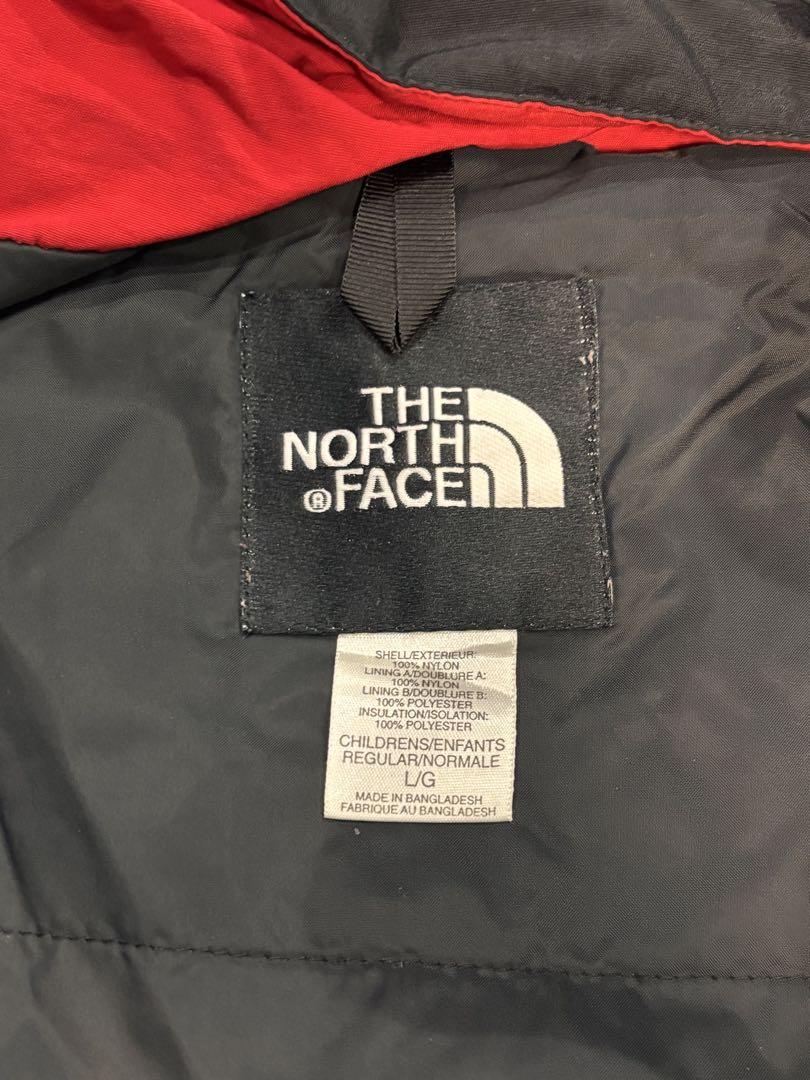 THE
NORTH
®FACE
SHELL/EXTERIEUR:
100% NYLON
LINING A/DOUBLURE A:
100% NYLON
LINING B/DOUBLURE B:
100% POLYESTER
INSULATION/ISOLATION:
100% POLYESTER
CHILDRENS/ENFANTS
REGULAR/NORMALE
L/G
MADE IN BANGLADESH
FABRIQUE AU BANGLADESH